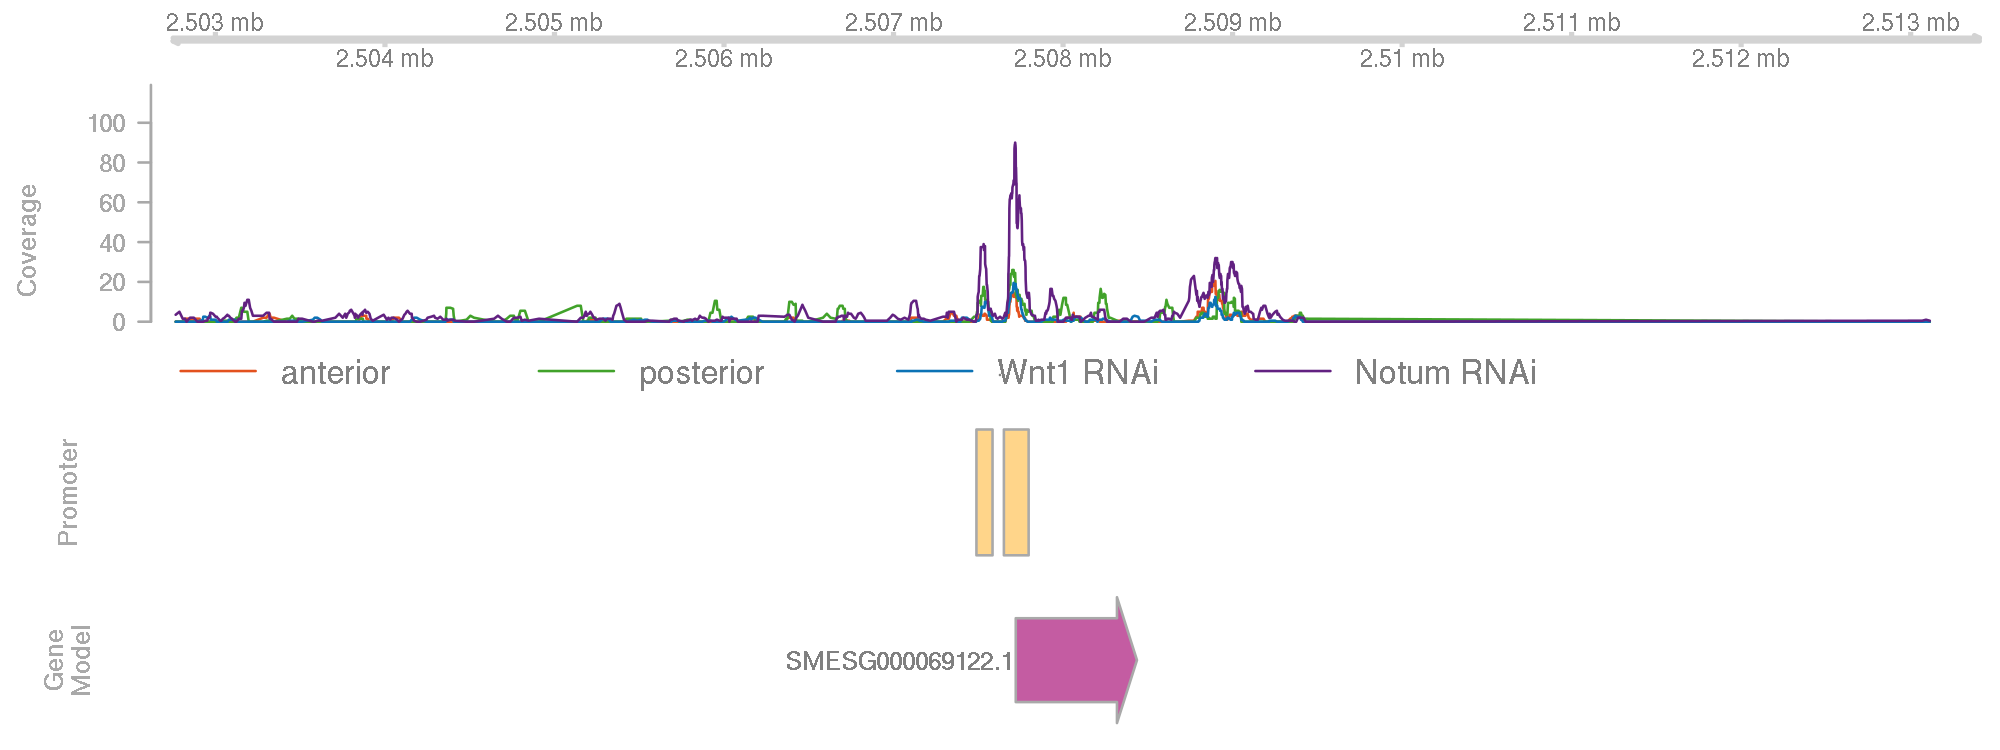 2.503 mb 2.505 mb 2.507 mb 2.509 mb 2.511 mb 2.513 mb
2.504 mb 2.506 mb 2.508 mb 2.51 mb 2.512 mb
Coverage
100
80
60
40
20
0
anterior posterior Wnt1 RNAi Notum RNAi
Promoter
Gene
Model
SMESG000069122.1